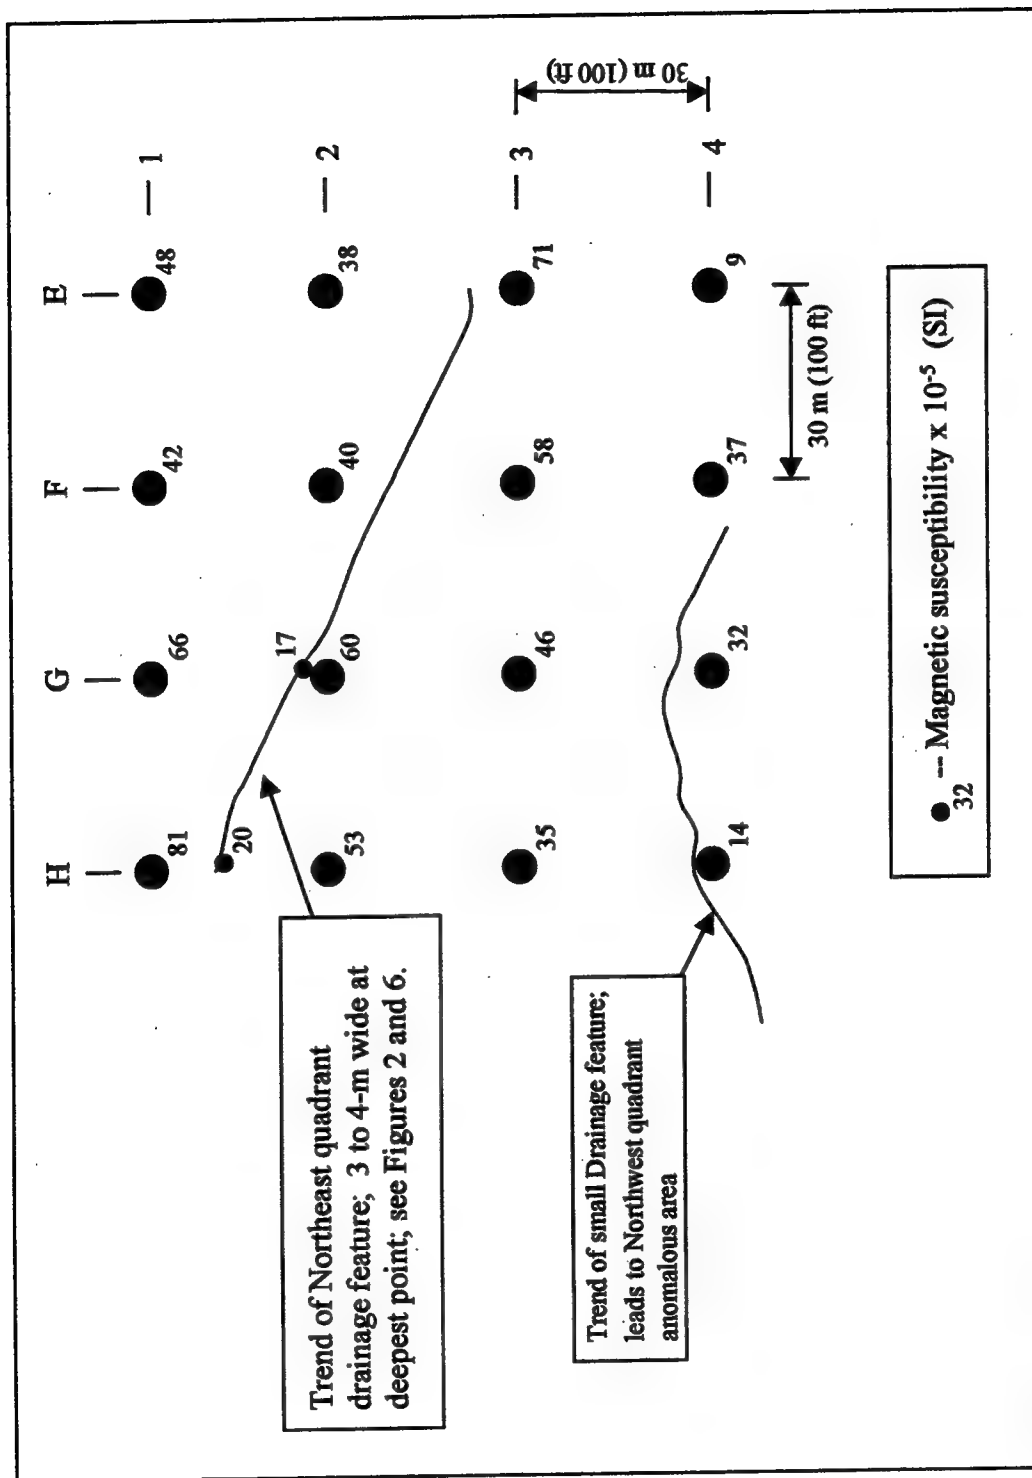 E
F
G
H
— 1
— 2
— 3
— 4
48
42
66
81
38
40
60
53
17
20
71
58
46
35
9
37
32
14
30 m (100 ft)
30 m (100 ft)
Trend of Northeast quadrant
drainage feature; 3 to 4-m wide at
deepest point; see Figures 2 and 6.
Trend of small Drainage feature;
leads to Northwest quadrant
anomalous area
— Magnetic susceptibility x 10⁻⁵ (SI)
32